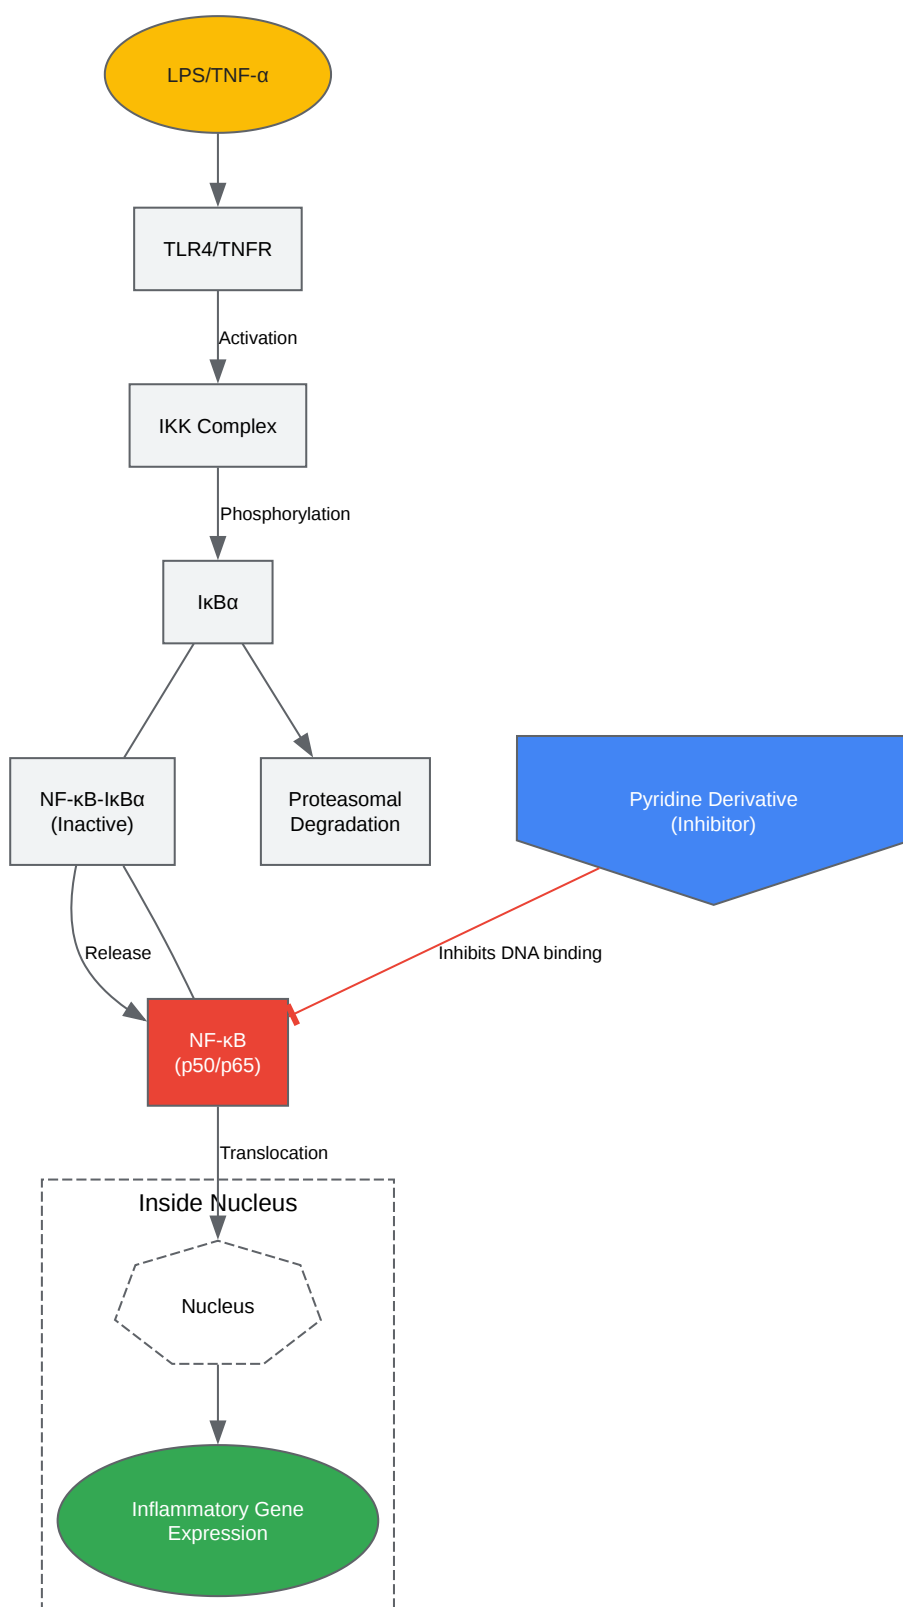 LPS/TNF-α
TLR4/TNFR
Activation
IKK Complex
Phosphorylation
IκBα
NF-κB-IκBα
(Inactive)
Proteasomal
Degradation
Pyridine Derivative
(Inhibitor)
Release
Inhibits DNA binding
NF-κB
(p50/p65)
Translocation
Inside Nucleus
Nucleus
Inflammatory Gene
Expression